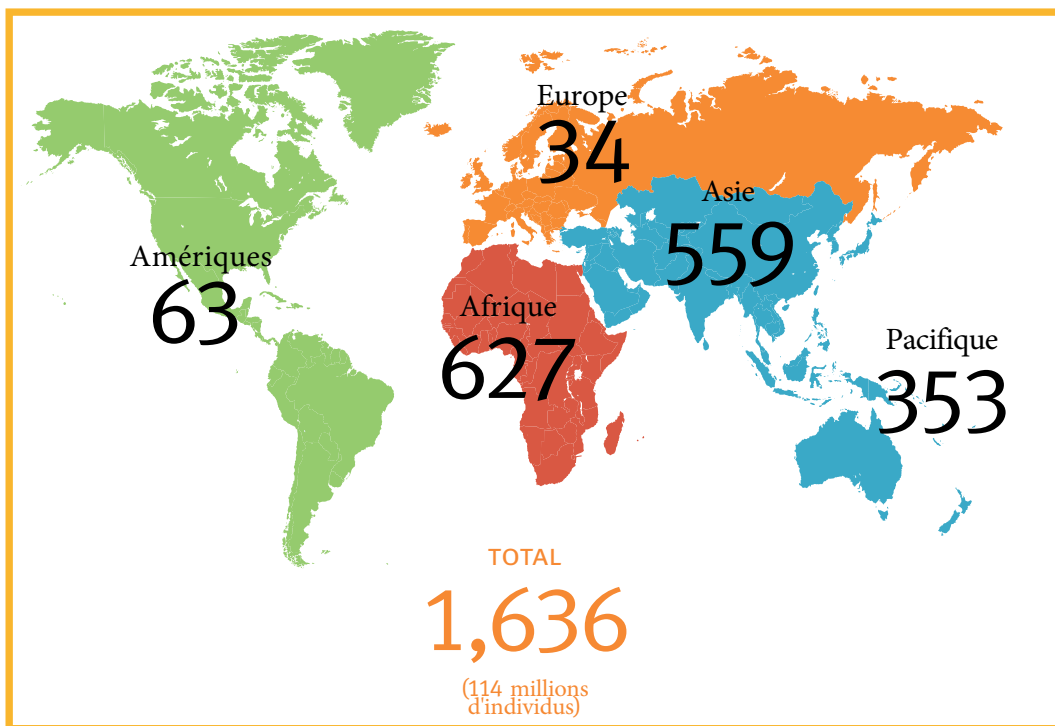 Europe
34
Asie
559
Amériques
63
Afrique
627
Pacifique
353
TOTAL
1,636
(114 millions
d'individus)